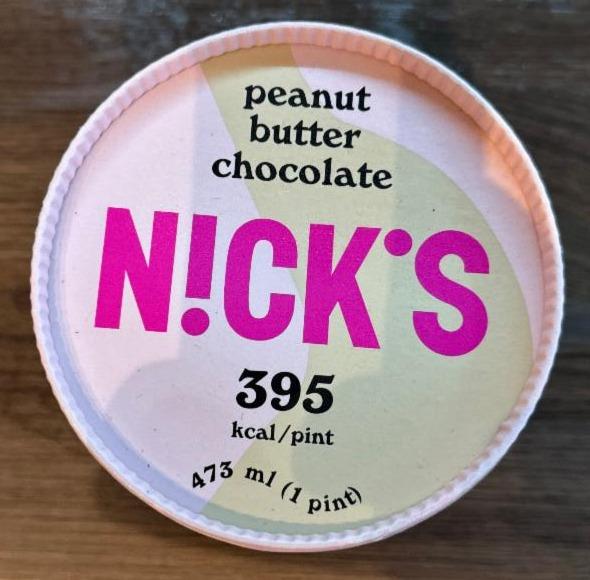 peanut
butter
chocolate
N!CK'S
395
kcal/pint
473 ml (1 pint)